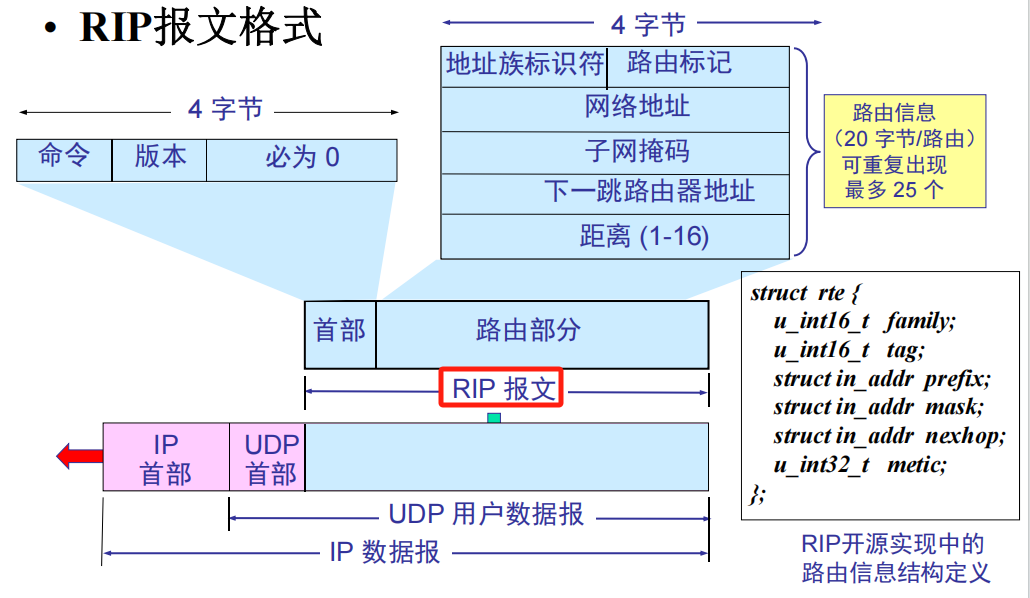 • RIP报文格式
4 字节
地址族标识符 路由标记
网络地址
子网掩码
下一跳路由器地址
距离 (1-16)
路由信息
（20 字节/路由）
可重复出现
最多 25 个
4 字节
命令 版本 必为 0
首部 路由部分
RIP 报文
IP
首部
UDP
首部
UDP 用户数据报
IP 数据报
struct rte {
u_int16_t family;
u_int16_t tag;
struct in_addr prefix;
struct in_addr mask;
struct in_addr nexhop;
u_int32_t metic;
};
RIP开源实现中的
路由信息结构定义